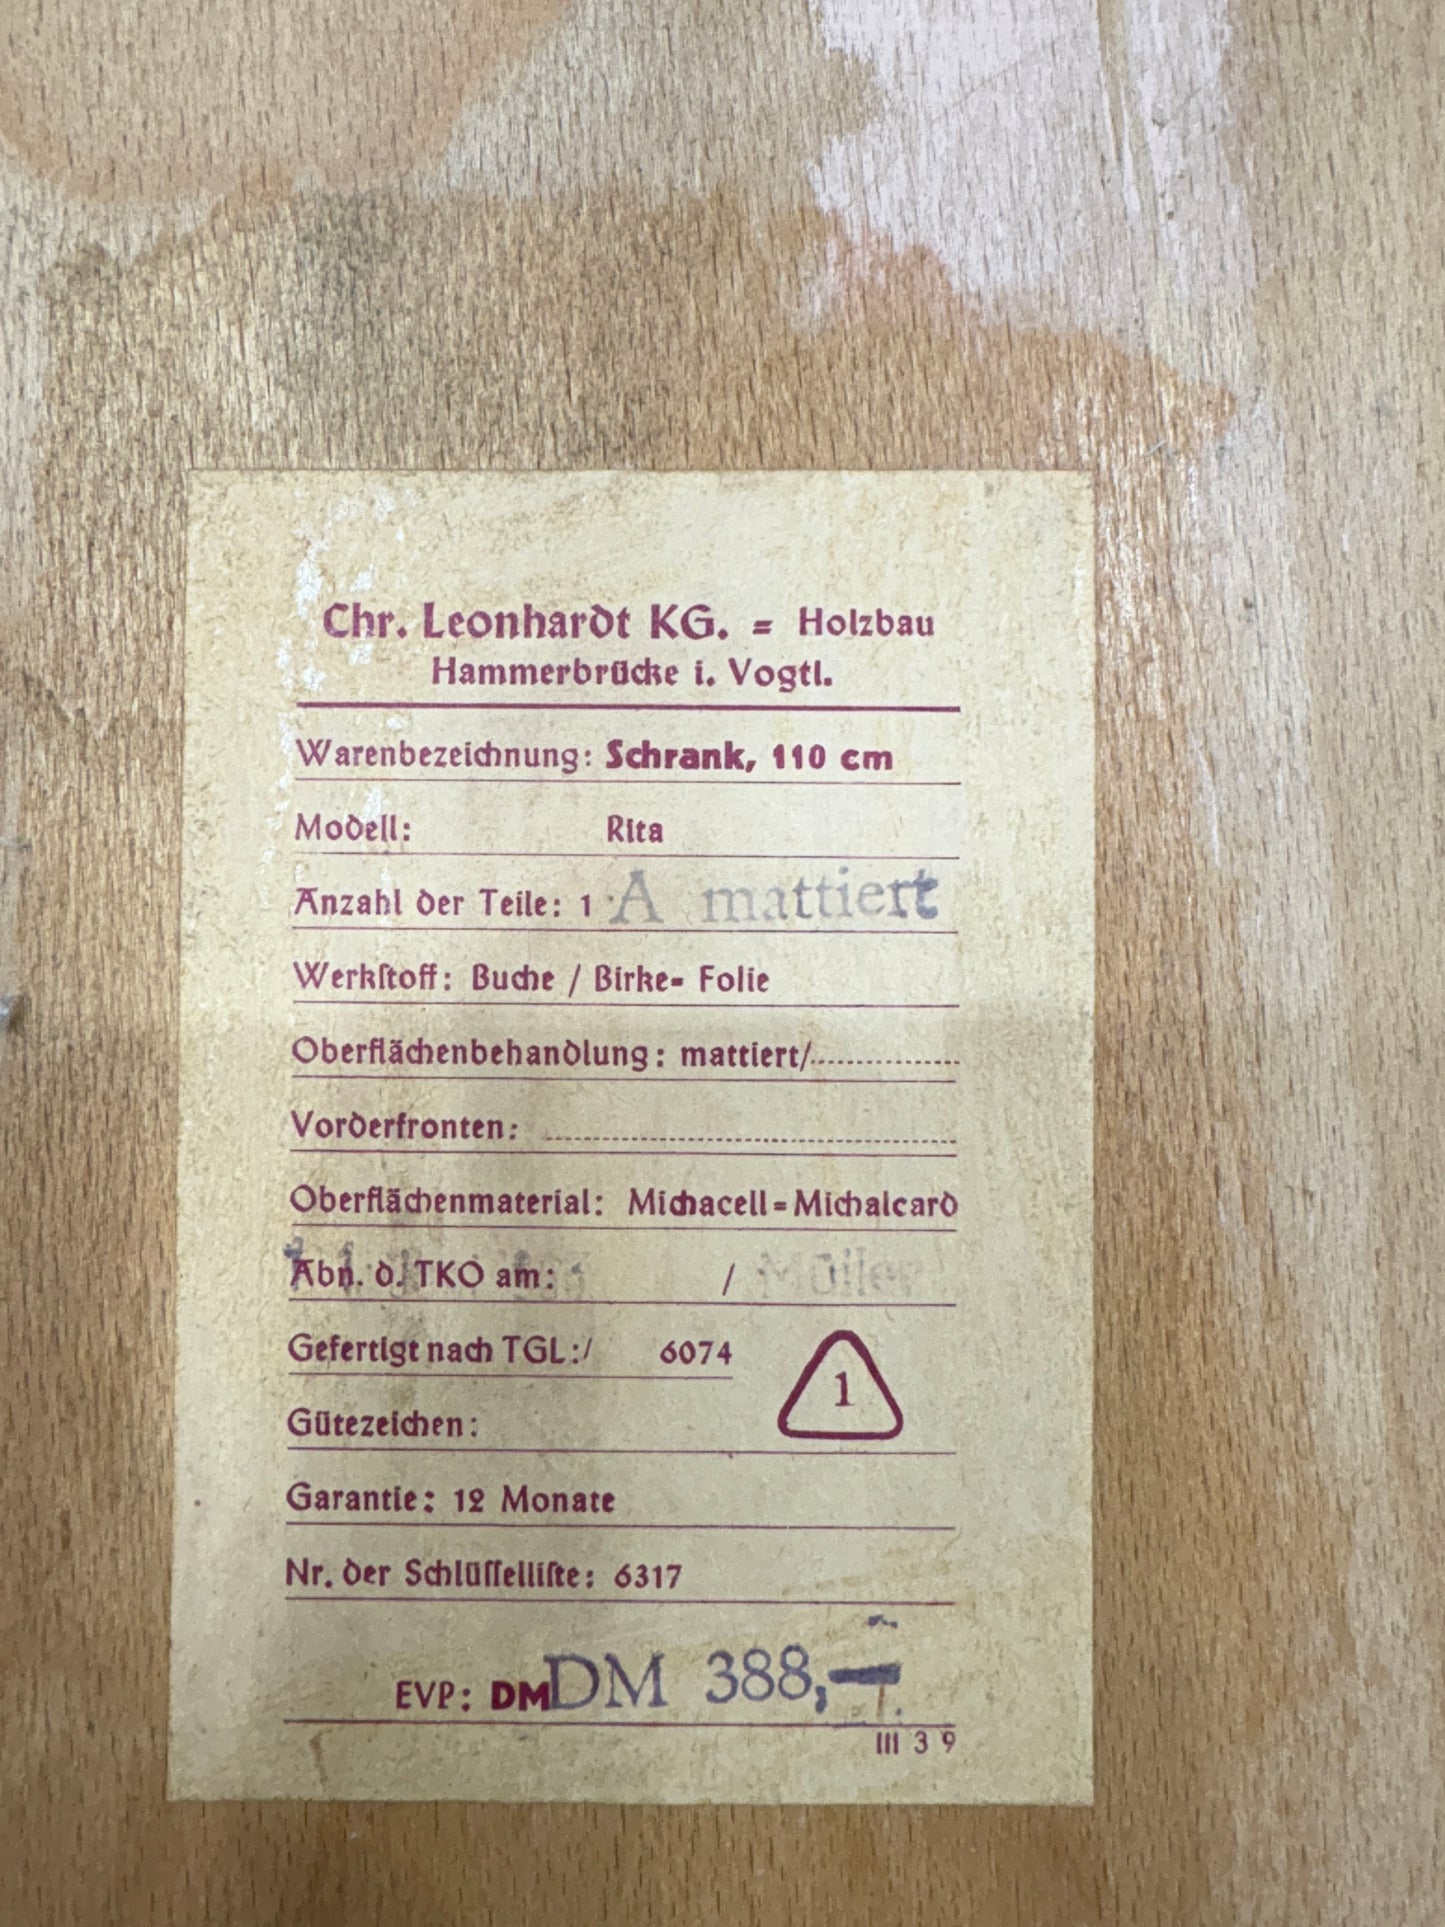 Chr. Leonhardt KG. = Holzbau
Hammerbrücke i. Vogtl.
Warenbezeichnung: Schrank, 110 cm
Modell: Rita
Anzahl der Teile: 1 A mattiert
Werkſtoff: Buche / Birke= Folie
Oberflächenbehandlung: mattiert/
Vorderfronten:
Oberflächenmaterial: Michacell=Michalcard
Abn. d. TKO am: / Müller
Gefertigt nach TGL:/ 6074
1
Gütezeichen:
Garantie: 12 Monate
Nr. der Schlüſſelliſte: 6317
EVP: DM DM 388,—
III 3 9